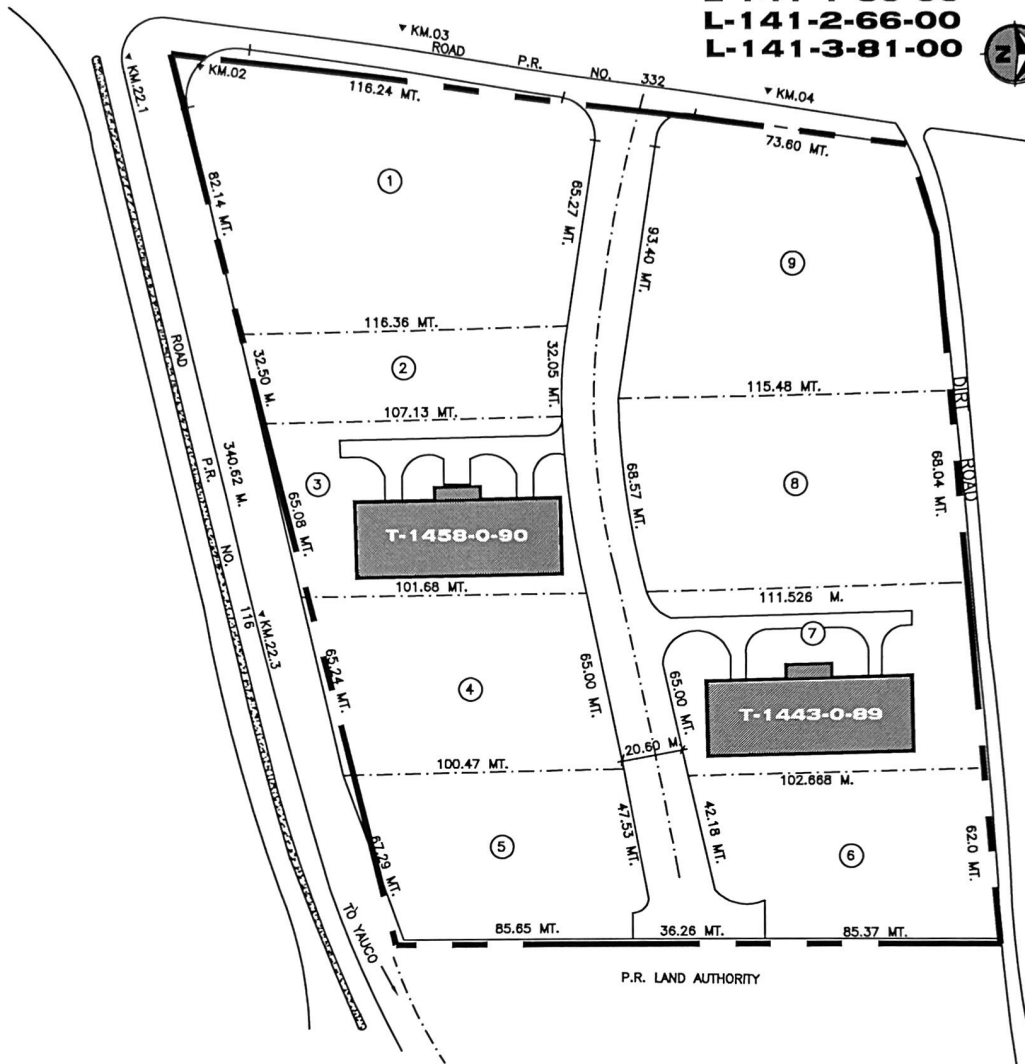 L-141-2-66-00
L-141-3-81-00
N
KM.03
ROAD P.R. NO. 332
KM.04
KM.02
KM.22.1
116.24 MT.
73.60 MT.
82.14 MT.
1
65.27 MT.
93.40 MT.
9
116.36 MT.
32.50 M.
2
32.05 MT.
107.13 MT.
115.48 MT.
DIRT ROAD
ROAD P.R. NO. 116
340.62 M.
3
65.08 MT.
T-1458-0-90
101.68 MT.
68.57 MT.
8
68.04 MT.
111.526 M.
7
KM.22.3
65.24 MT.
4
65.00 MT.
65.00 MT.
T-1443-0-89
20.60 M.
100.47 MT.
102.668 M.
67.29 MT.
5
47.53 MT.
42.18 MT.
6
62.0 MT.
TO YAUCO
85.65 MT.
36.26 MT.
85.37 MT.
P.R. LAND AUTHORITY